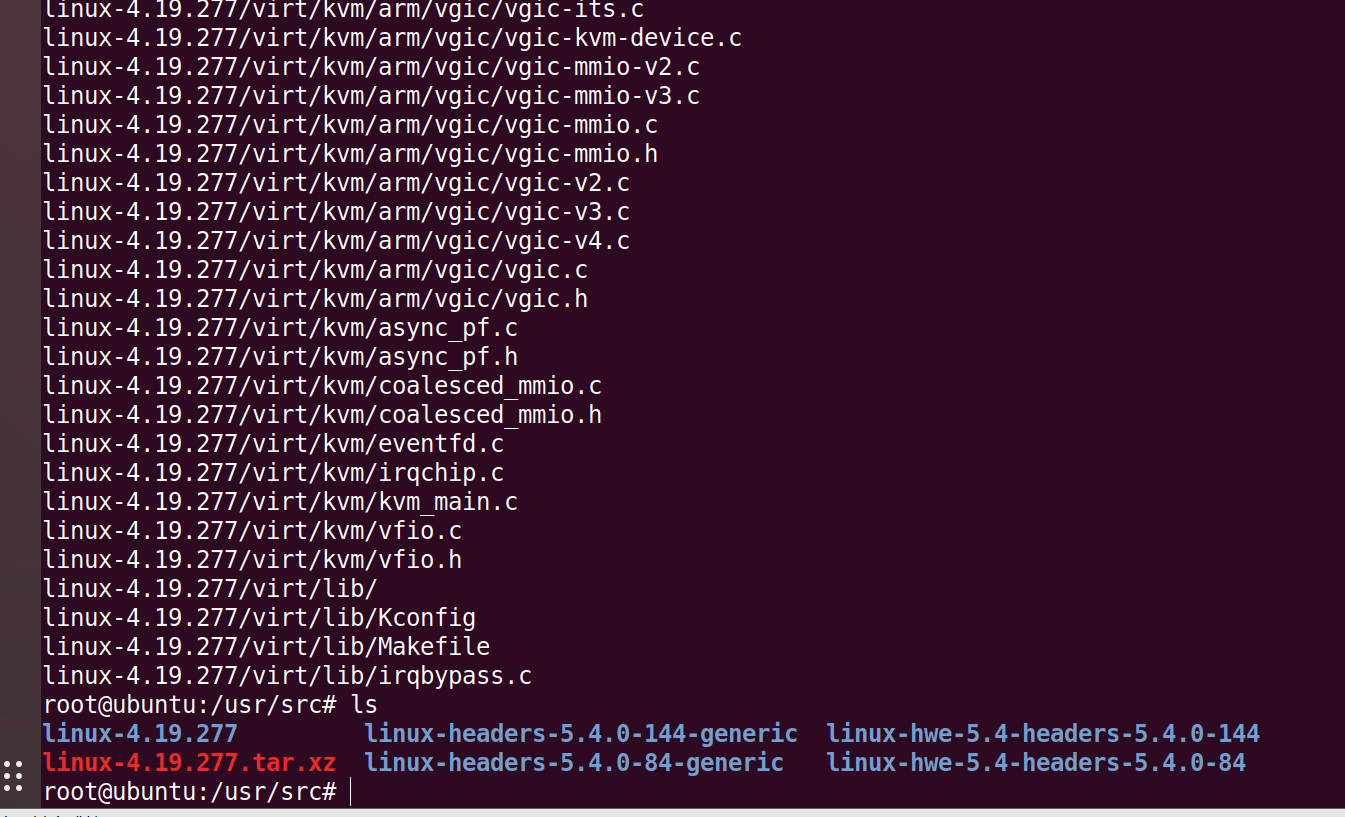 linux-4.19.277/virt/kvm/arm/vgic/vgic-its.c
linux-4.19.277/virt/kvm/arm/vgic/vgic-kvm-device.c
linux-4.19.277/virt/kvm/arm/vgic/vgic-mmio-v2.c
linux-4.19.277/virt/kvm/arm/vgic/vgic-mmio-v3.c
linux-4.19.277/virt/kvm/arm/vgic/vgic-mmio.c
linux-4.19.277/virt/kvm/arm/vgic/vgic-mmio.h
linux-4.19.277/virt/kvm/arm/vgic/vgic-v2.c
linux-4.19.277/virt/kvm/arm/vgic/vgic-v3.c
linux-4.19.277/virt/kvm/arm/vgic/vgic-v4.c
linux-4.19.277/virt/kvm/arm/vgic/vgic.c
linux-4.19.277/virt/kvm/arm/vgic/vgic.h
linux-4.19.277/virt/kvm/async_pf.c
linux-4.19.277/virt/kvm/async_pf.h
linux-4.19.277/virt/kvm/coalesced_mmio.c
linux-4.19.277/virt/kvm/coalesced_mmio.h
linux-4.19.277/virt/kvm/eventfd.c
linux-4.19.277/virt/kvm/irqchip.c
linux-4.19.277/virt/kvm/kvm_main.c
linux-4.19.277/virt/kvm/vfio.c
linux-4.19.277/virt/kvm/vfio.h
linux-4.19.277/virt/lib/
linux-4.19.277/virt/lib/Kconfig
linux-4.19.277/virt/lib/Makefile
linux-4.19.277/virt/lib/irqbypass.c
root@ubuntu:/usr/src# ls
linux-4.19.277 linux-headers-5.4.0-144-generic linux-hwe-5.4-headers-5.4.0-144
linux-4.19.277.tar.xz linux-headers-5.4.0-84-generic linux-hwe-5.4-headers-5.4.0-84
root@ubuntu:/usr/src#